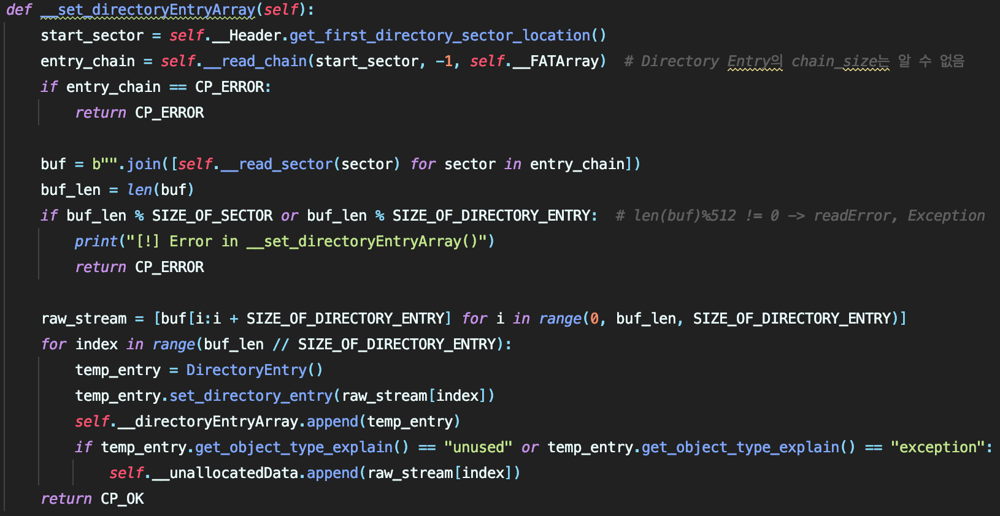 def __set_directoryEntryArray(self):
    start_sector = self.__Header.get_first_directory_sector_location()
    entry_chain = self.__read_chain(start_sector, -1, self.__FATArray)  # Directory Entry의 chain_size는 알 수 없음
    if entry_chain == CP_ERROR:
        return CP_ERROR

    buf = b"".join([self.__read_sector(sector) for sector in entry_chain])
    buf_len = len(buf)
    if buf_len % SIZE_OF_SECTOR or buf_len % SIZE_OF_DIRECTORY_ENTRY:  # len(buf)%512 != 0 -> readError, Exception
        print("[!] Error in __set_directoryEntryArray()")
        return CP_ERROR

    raw_stream = [buf[i:i + SIZE_OF_DIRECTORY_ENTRY] for i in range(0, buf_len, SIZE_OF_DIRECTORY_ENTRY)]
    for index in range(buf_len // SIZE_OF_DIRECTORY_ENTRY):
        temp_entry = DirectoryEntry()
        temp_entry.set_directory_entry(raw_stream[index])
        self.__directoryEntryArray.append(temp_entry)
        if temp_entry.get_object_type_explain() == "unused" or temp_entry.get_object_type_explain() == "exception":
            self.__unallocatedData.append(raw_stream[index])
    return CP_OK